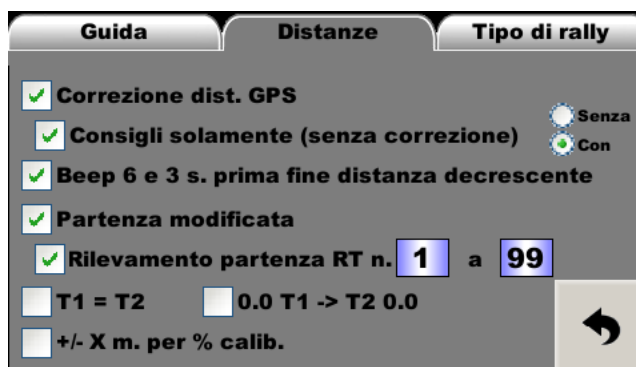 Guida Distanze Tipo di rally
Correzione dist. GPS
Senza
Consigli solamente (senza correzione)
Con
Beep 6 e 3 s. prima fine distanza decrescente
Partenza modificata
Rilevamento partenza RT n. 1 a 99
T1 = T2 0.0 T1 -> T2 0.0
+/- X m. per % calib.